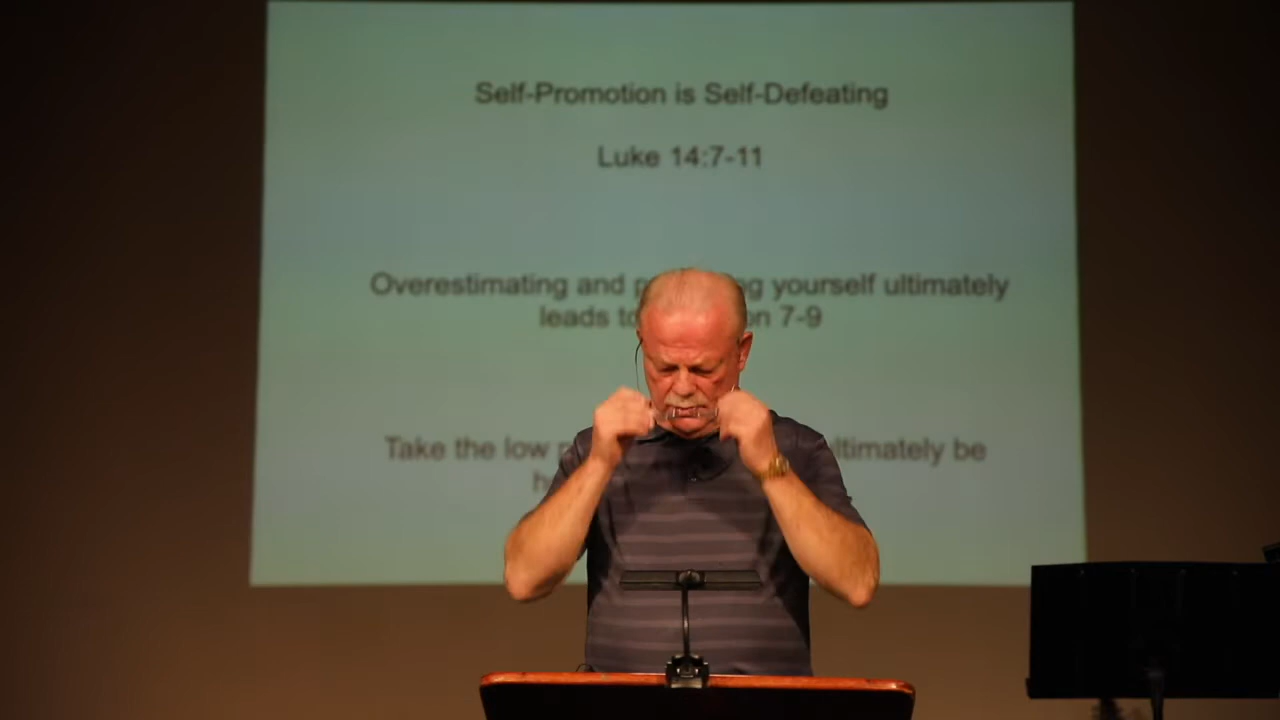 Self-Promotion is Self-Defeating
Luke 14:7-11
Overestimating and yourself ultimately
leads to 7-9
Take the low ultimately be